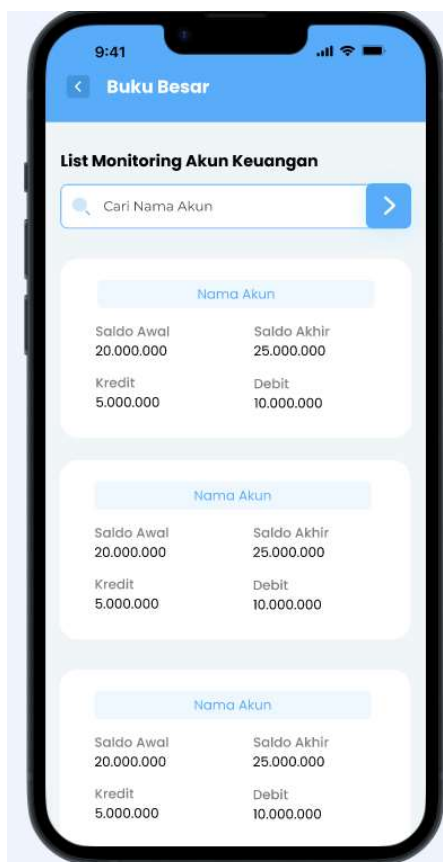 9:41
Buku Besar
List Monitoring Akun Keuangan
Cari Nama Akun
Nama Akun
Saldo Awal Saldo Akhir
20.000.000 25.000.000
Kredit Debit
5.000.000 10.000.000
Nama Akun
Saldo Awal Saldo Akhir
20.000.000 25.000.000
Kredit Debit
5.000.000 10.000.000
Nama Akun
Saldo Awal Saldo Akhir
20.000.000 25.000.000
Kredit Debit
5.000.000 10.000.000